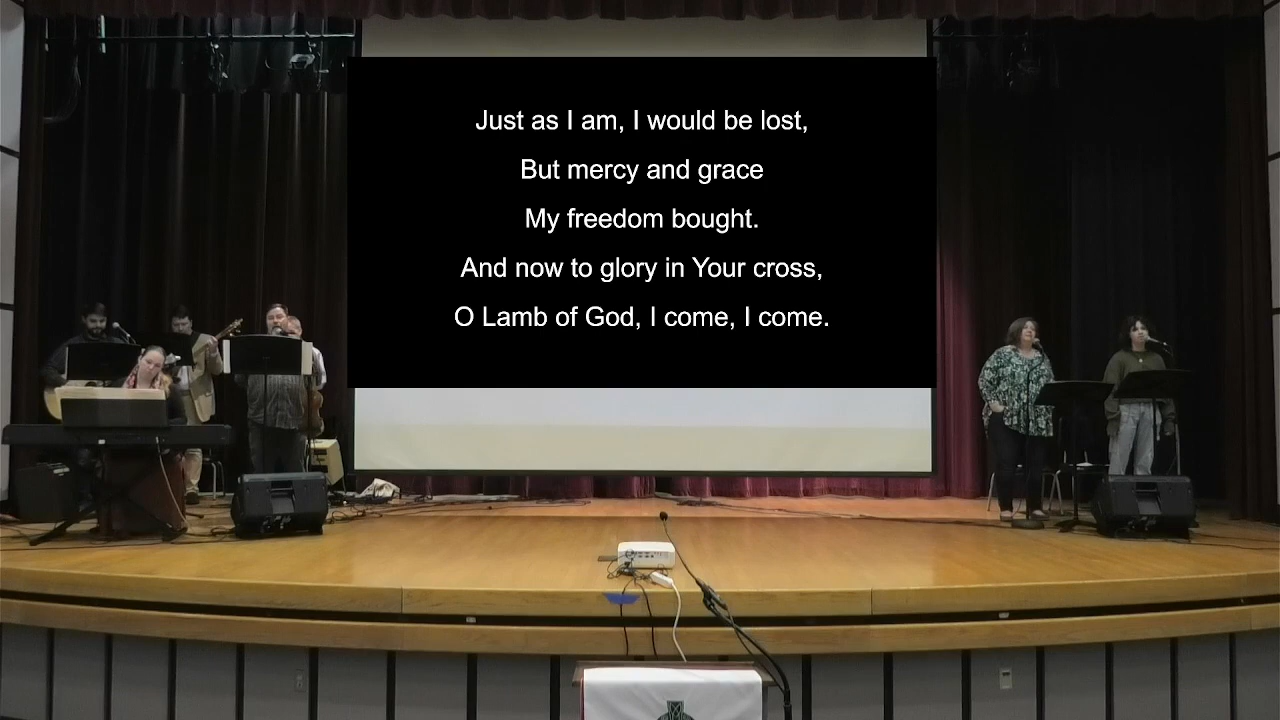 Just as I am, I would be lost,
But mercy and grace
My freedom bought.
And now to glory in Your cross,
O Lamb of God, I come, I come.